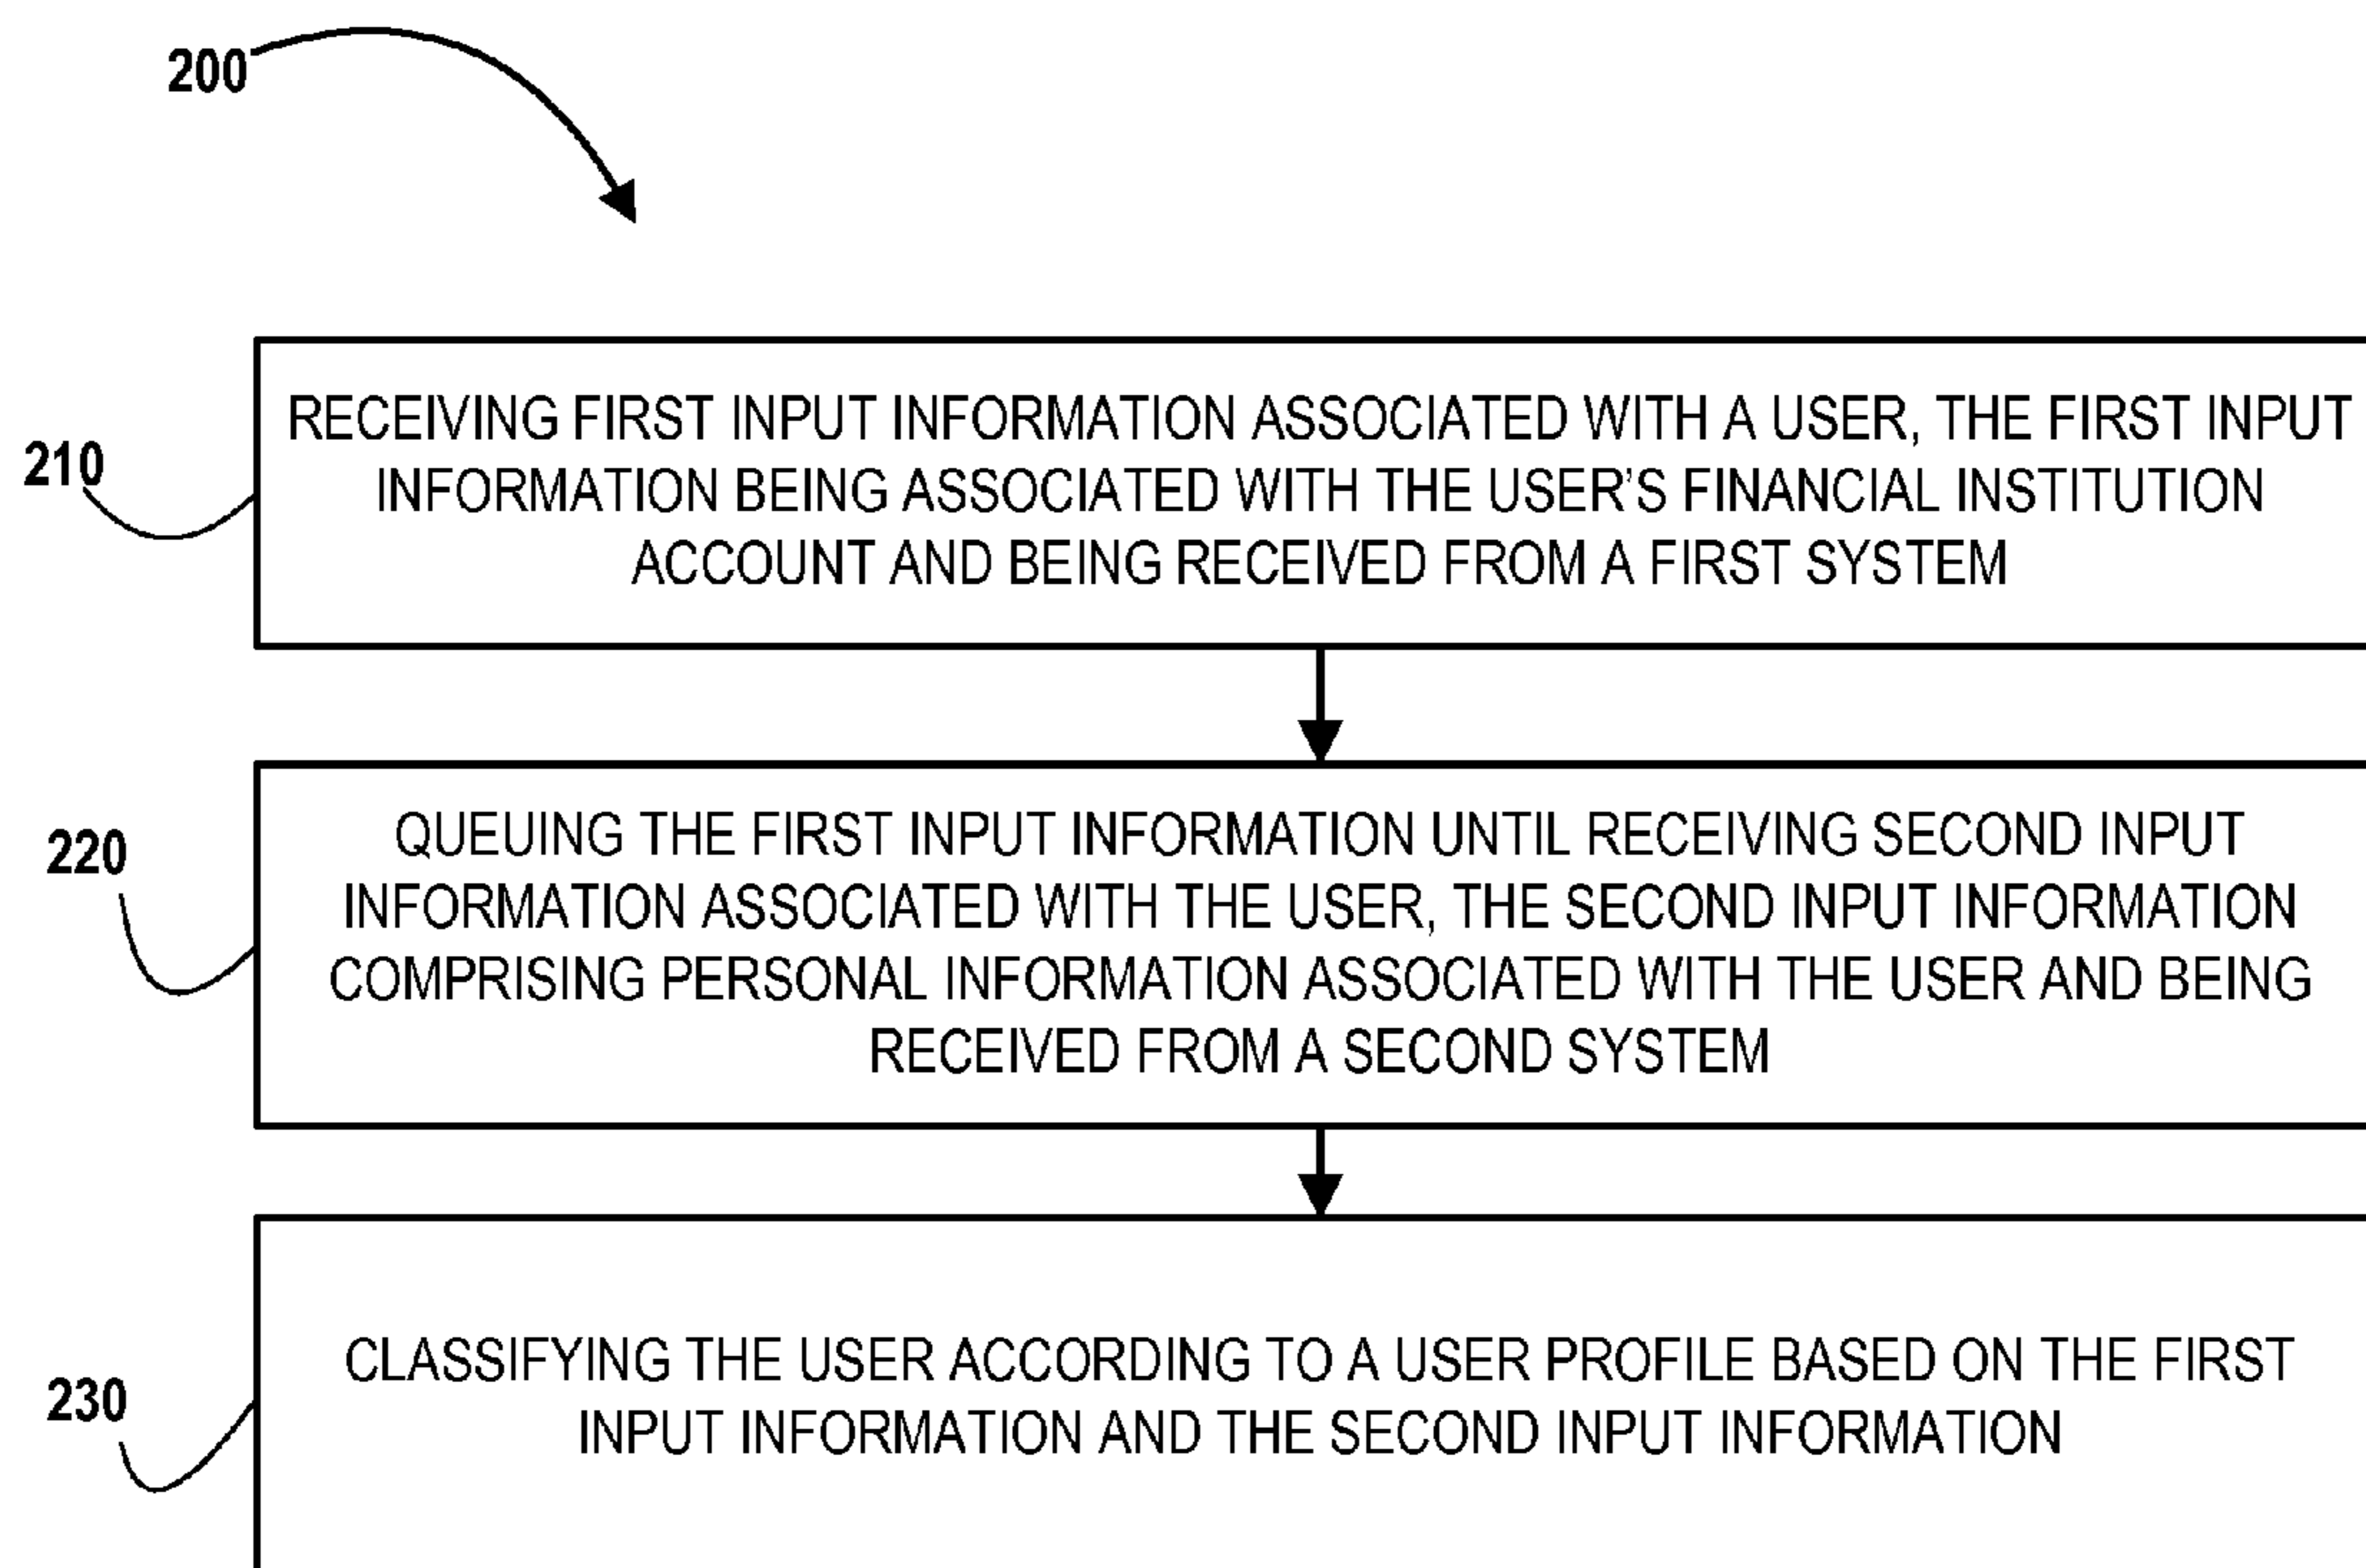 200
210
RECEIVING FIRST INPUT INFORMATION ASSOCIATED WITH A USER, THE FIRST INPUT
INFORMATION BEING ASSOCIATED WITH THE USER'S FINANCIAL INSTITUTION
ACCOUNT AND BEING RECEIVED FROM A FIRST SYSTEM
220
QUEUING THE FIRST INPUT INFORMATION UNTIL RECEIVING SECOND INPUT
INFORMATION ASSOCIATED WITH THE USER, THE SECOND INPUT INFORMATION
COMPRISING PERSONAL INFORMATION ASSOCIATED WITH THE USER AND BEING
RECEIVED FROM A SECOND SYSTEM
230
CLASSIFYING THE USER ACCORDING TO A USER PROFILE BASED ON THE FIRST
INPUT INFORMATION AND THE SECOND INPUT INFORMATION